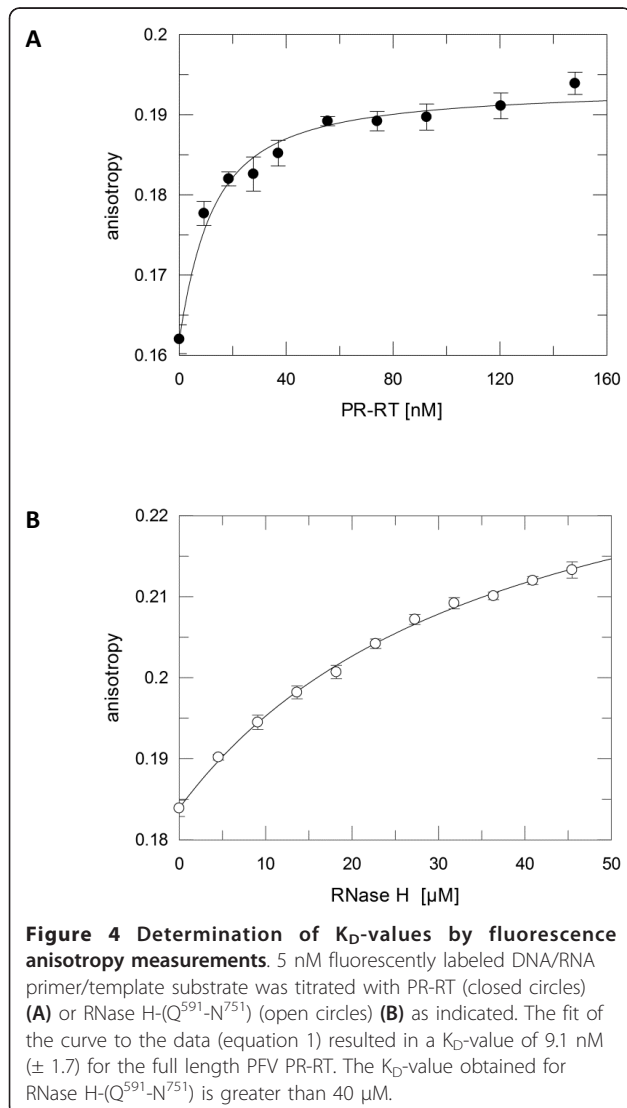 A
0.2
0.19
0.18
0.17
0.16
anisotropy
0 40 80 120 160
PR-RT [nM]
B
0.22
0.21
0.2
0.19
0.18
anisotropy
0 10 20 30 40 50
RNase H [µM]
Figure 4 Determination of K_D-values by fluorescence
anisotropy measurements. 5 nM fluorescently labeled DNA/RNA
primer/template substrate was titrated with PR-RT (closed circles)
(A) or RNase H-(Q⁵⁹¹-N⁷⁵¹) (open circles) (B) as indicated. The fit of
the curve to the data (equation 1) resulted in a K_D-value of 9.1 nM
(± 1.7) for the full length PFV PR-RT. The K_D-value obtained for
RNase H-(Q⁵⁹¹-N⁷⁵¹) is greater than 40 µM.